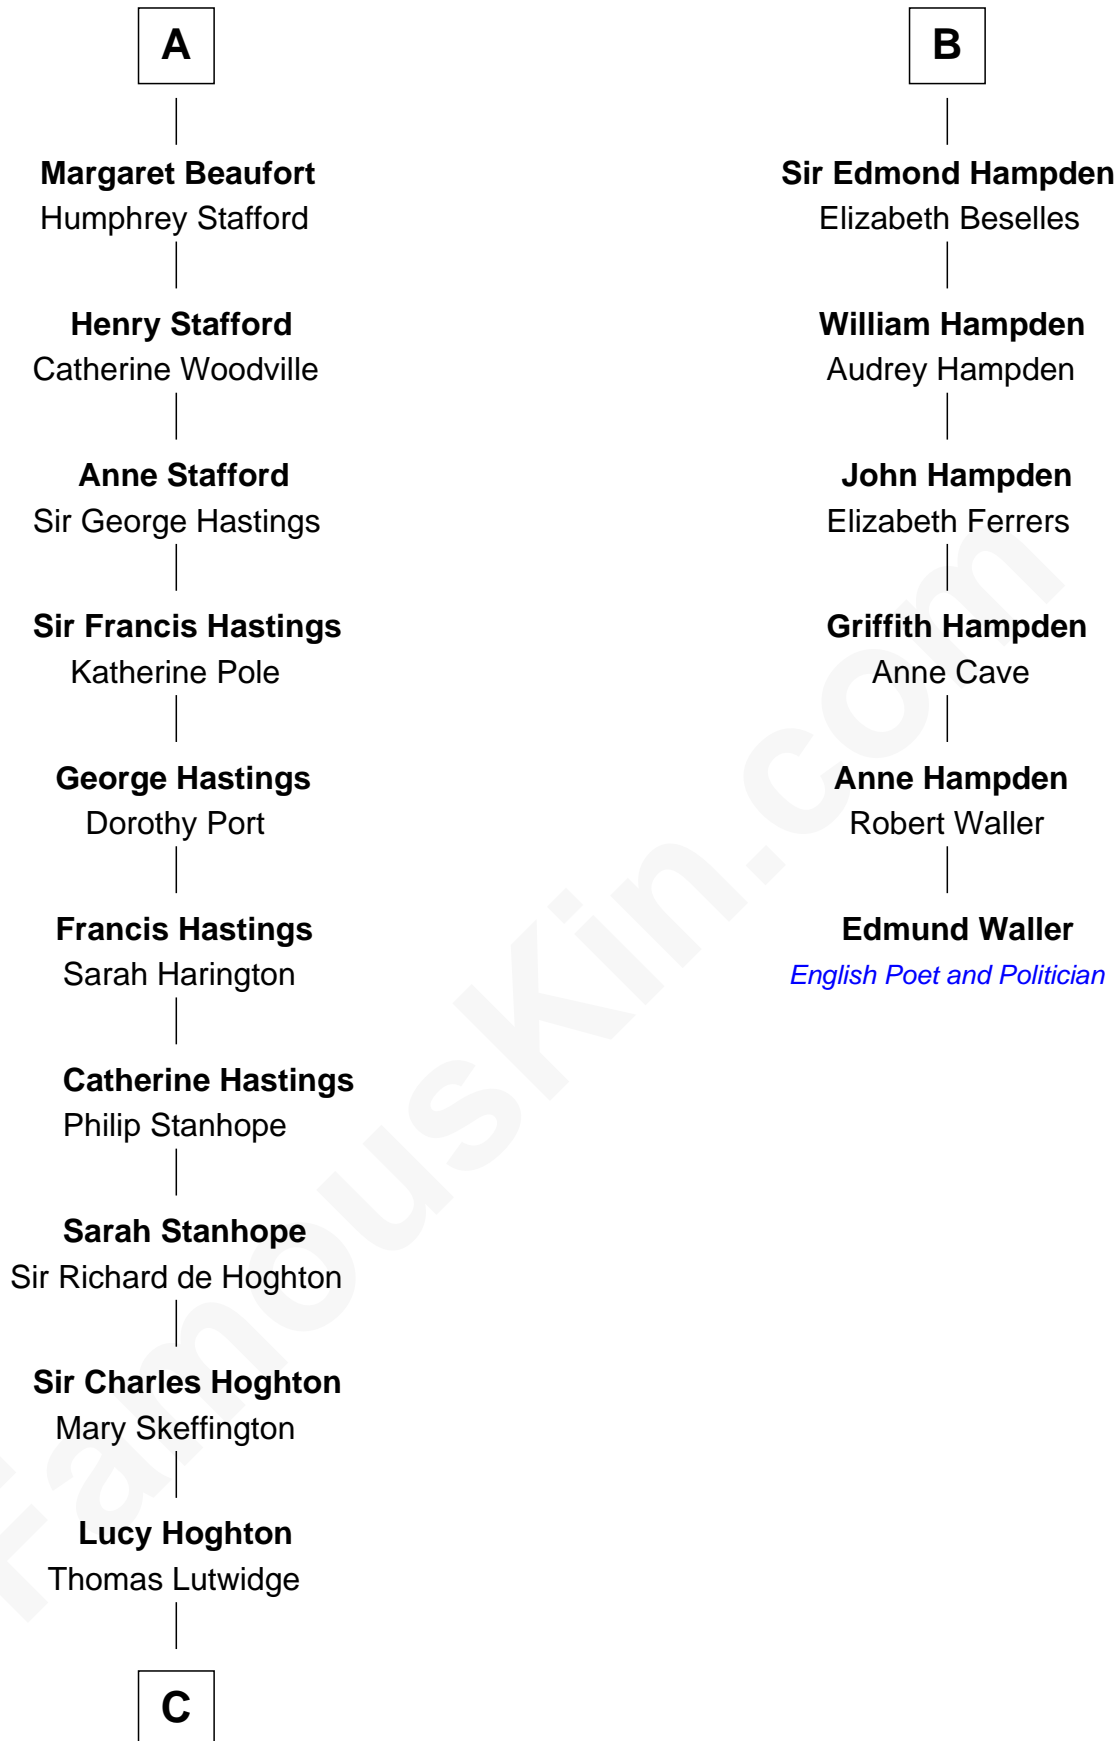 A
Margaret Beaufort
Humphrey Stafford
Henry Stafford
Catherine Woodville
Anne Stafford
Sir George Hastings
Sir Francis Hastings
Katherine Pole
George Hastings
Dorothy Port
Francis Hastings
Sarah Harington
Catherine Hastings
Philip Stanhope
Sarah Stanhope
Sir Richard de Hoghton
Sir Charles Hoghton
Mary Skeffington
Lucy Hoghton
Thomas Lutwidge
C
B
Sir Edmond Hampden
Elizabeth Beselles
William Hampden
Audrey Hampden
John Hampden
Elizabeth Ferrers
Griffith Hampden
Anne Cave
Anne Hampden
Robert Waller
Edmund Waller
English Poet and Politician
FamousKin.com